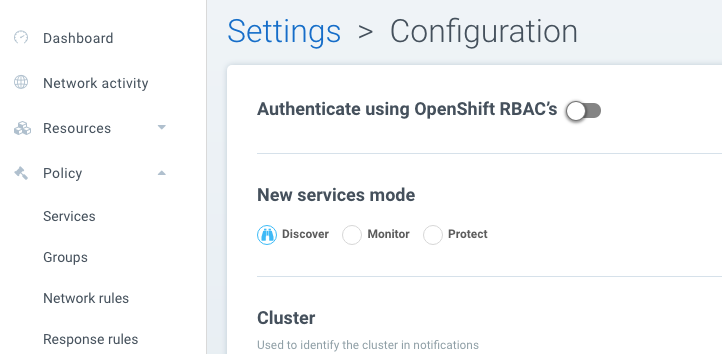 Dashboard
Network activity
Resources
Policy
Services
Groups
Network rules
Response rules
Settings > Configuration
Authenticate using OpenShift RBAC's
New services mode
Discover Monitor Protect
Cluster
Used to identify the cluster in notifications